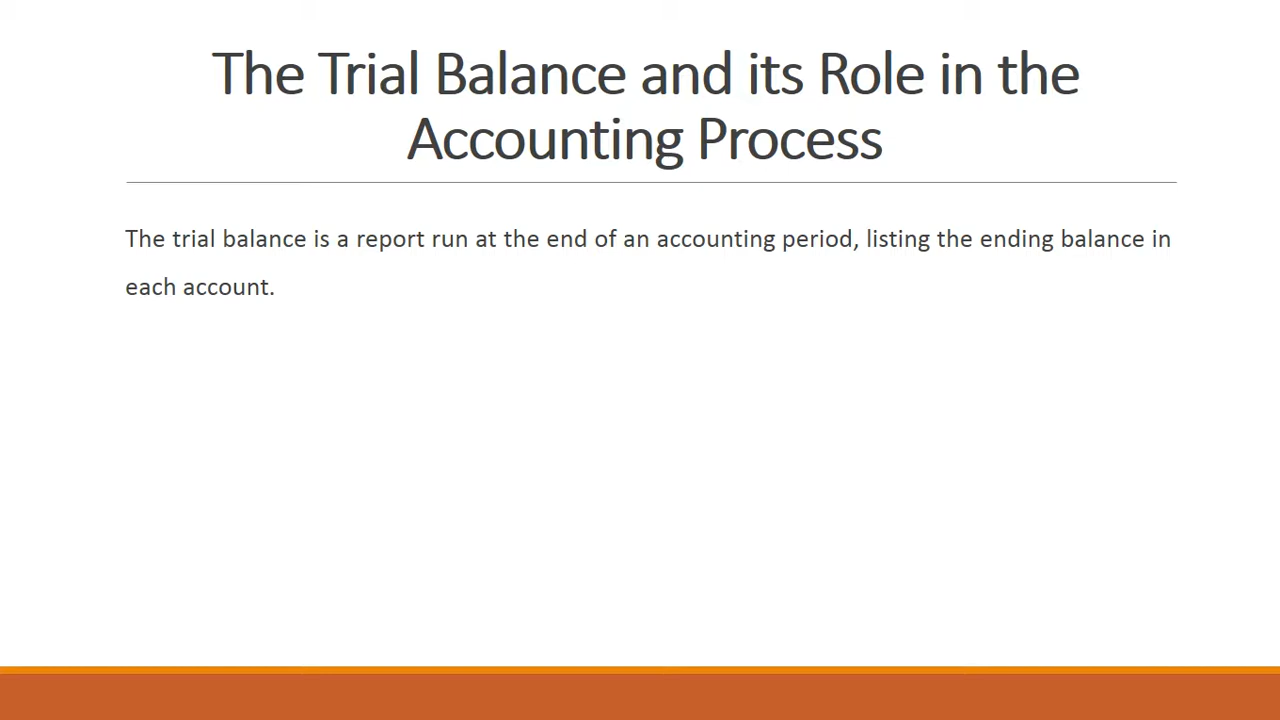 The Trial Balance and its Role in the
Accounting Process
The trial balance is a report run at the end of an accounting period, listing the ending balance in
each account.